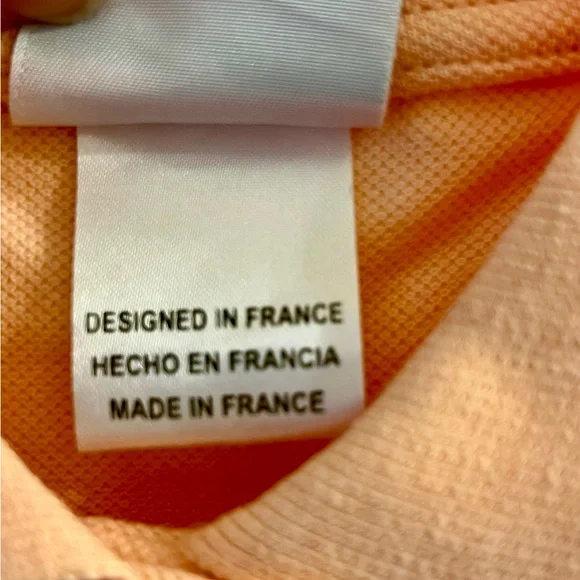 DESIGNED IN FRANCE
HECHO EN FRANCIA
MADE IN FRANCE